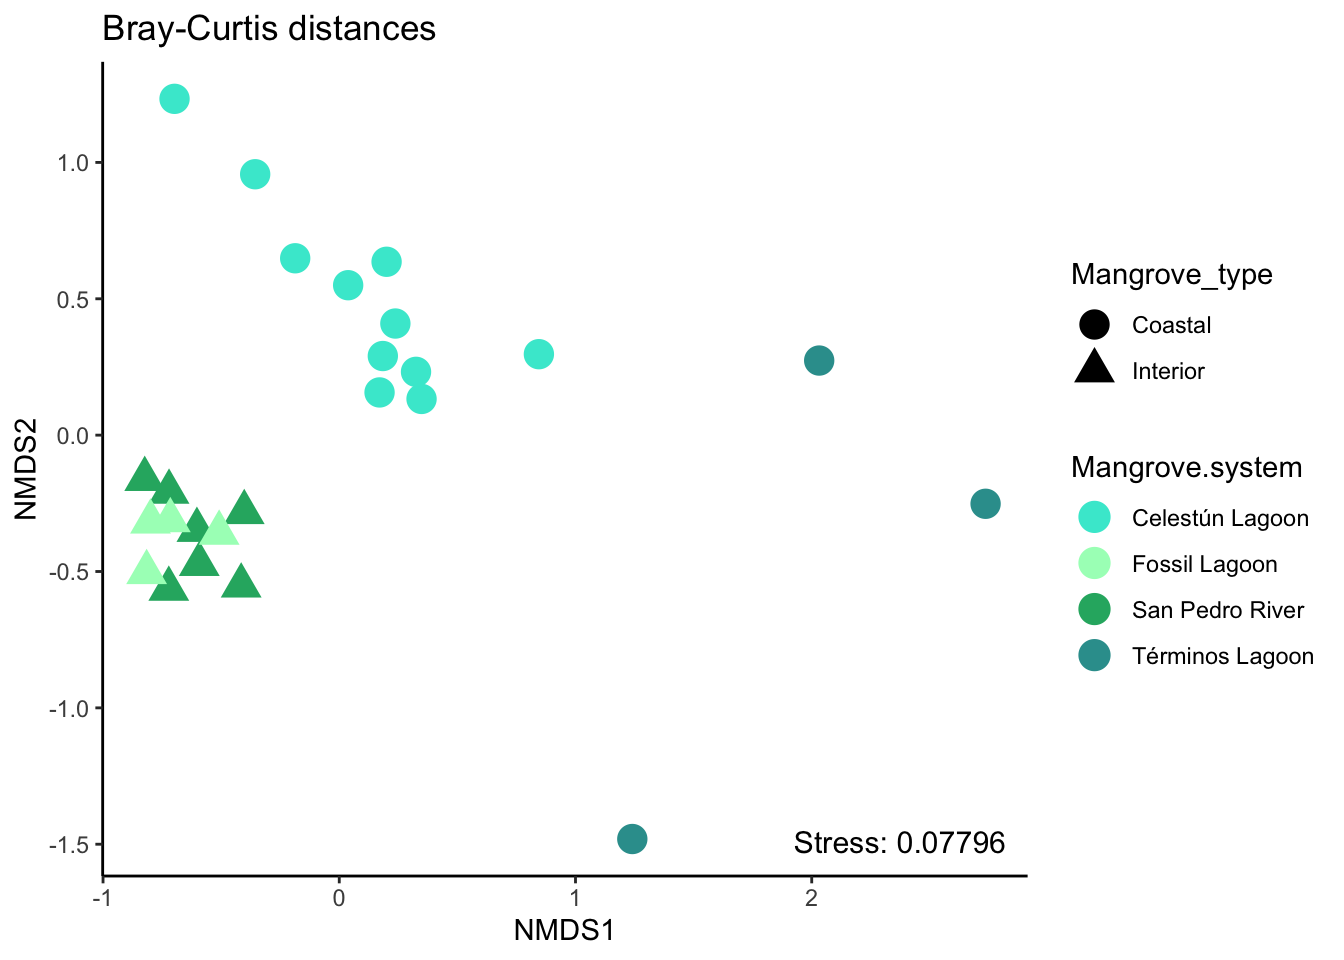 Bray-Curtis distances
1.0
0.5
0.0
-0.5
-1.0
-1.5
NMDS2
-1
0
1
2
NMDS1
Stress: 0.07796
Mangrove_type
Coastal
Interior
Mangrove.system
Celestún Lagoon
Fossil Lagoon
San Pedro River
Términos Lagoon